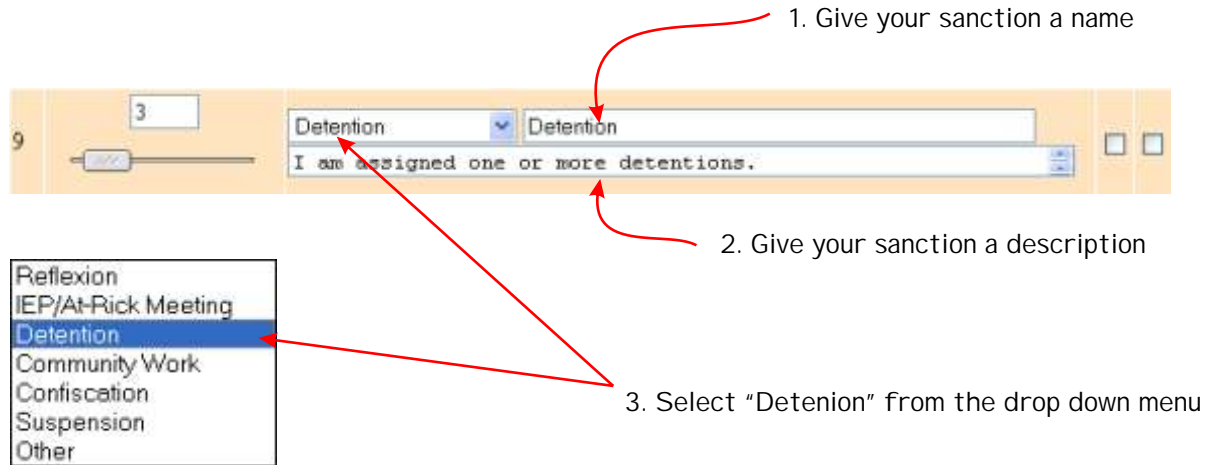 1. Give your sanction a name
3
9
Detention Detention
I am assigned one or more detentions.
2. Give your sanction a description
Reflexion
IEP/At-Rick Meeting
Detention
Community Work
Confiscation
Suspension
Other
3. Select “Detenion” from the drop down menu